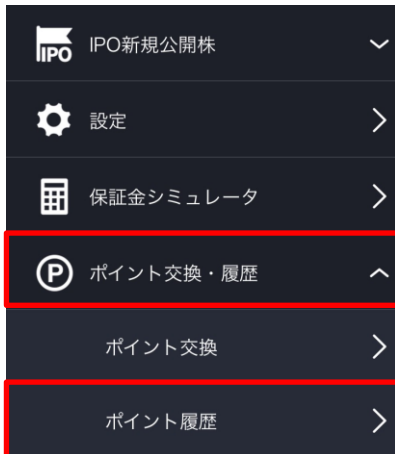 IPO IPO新規公開株
設定
保証金シミュレータ
P ポイント交換・履歴
ポイント交換
ポイント履歴